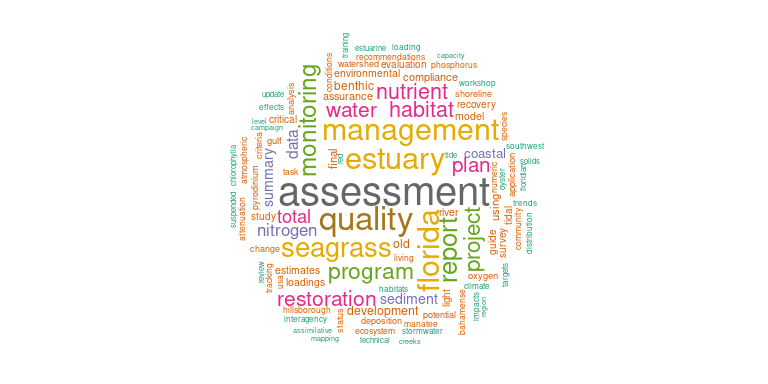 training
estuarine
loading
capacity
recommendations
watershed
evaluation
phosphorus
conditions
environmental
compliance
workshop
monitoring
benthic
nutrient
update
analysis
assurance
shoreline
effects
water
habitat
recovery
level
critical
model
species
campaign
data
management
criteria
gulf
final
red
estuary
tide
coastal
southwest
chlorophylla
atmospheric
summary
task
plan
numeric
oyster
application
solids
floridan
pyrodinium
assessment
using
trends
suspended
attenuation
study
total
quality
florida
river
tidal
community
distribution
nitrogen
report
project
guide
survey
change
seagrass
old
living
review
tracking
usa
estimates
loadings
program
oxygen
targets
climate
habitats
restoration
sediment
light
bahamense
impacts
region
hillsborough
interagency
status
development
potential
deposition
manatee
assimilative
ecosystem
stormwater
mapping
technical
creeks